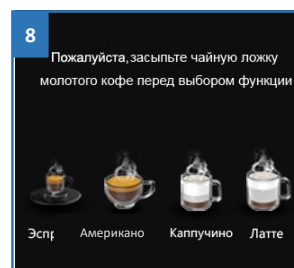 8
Пожалуйста, засыпьте чайную ложку
молотого кофе перед выбором функции
Эспр Американо Каппучино Латте